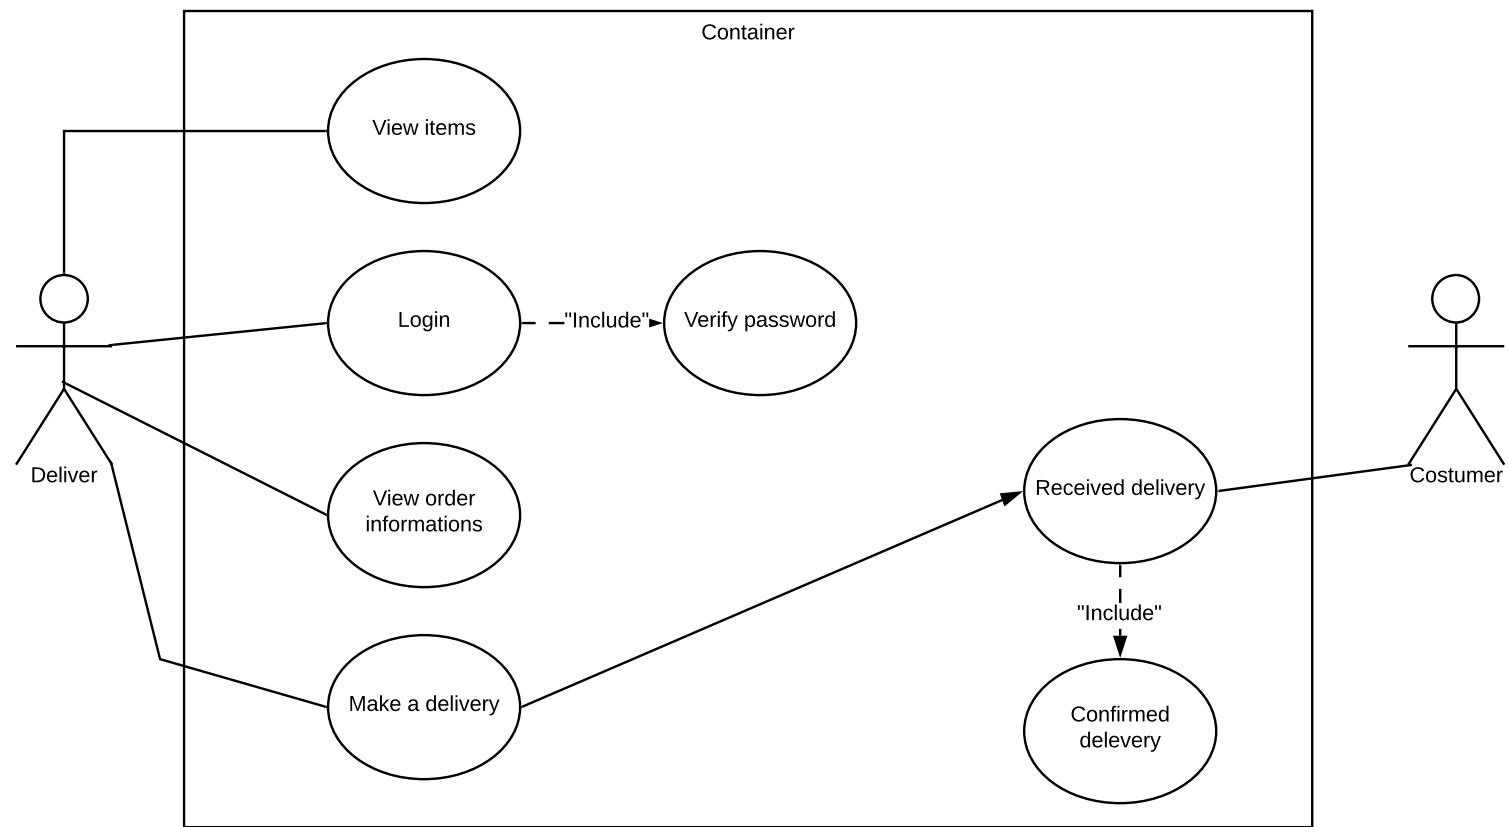 Container
View items
Login
"Include"
Verify password
Deliver
View order
informations
Received delivery
Costumer
"Include"
Make a delivery
Confirmed
delevery